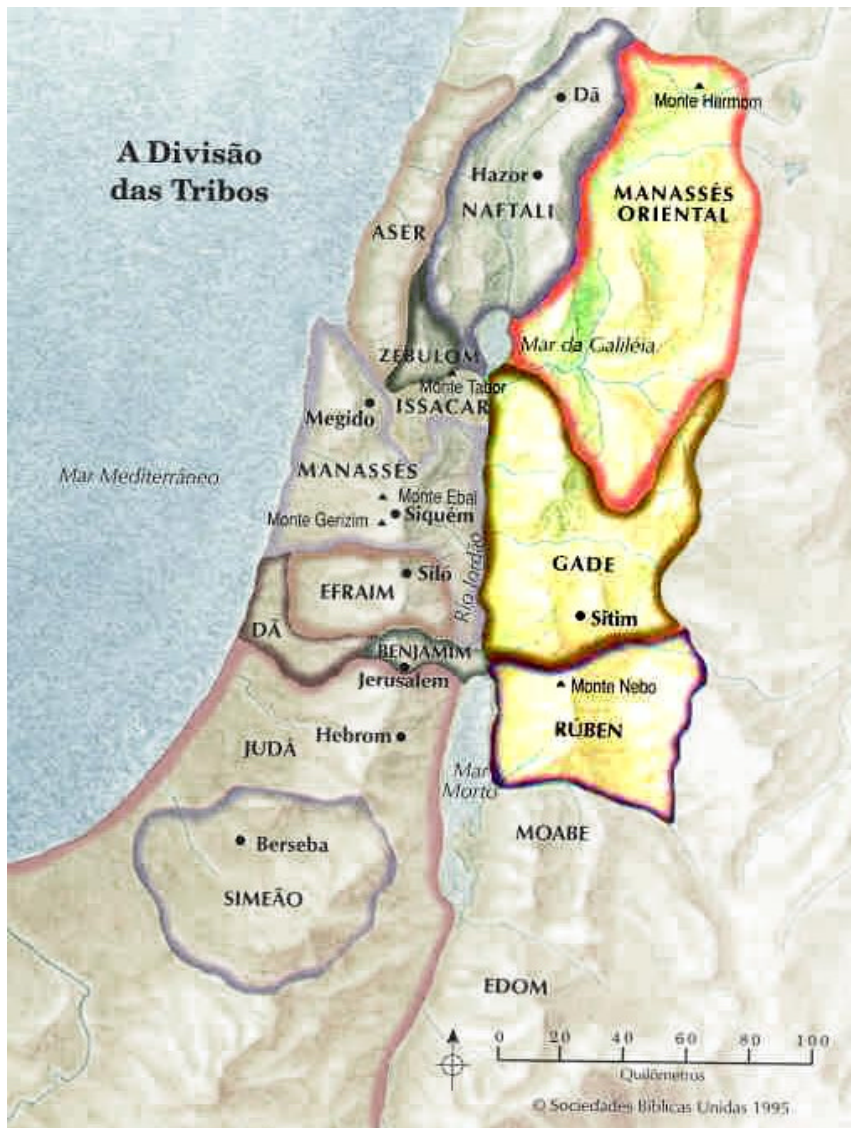 A Divisão
das Tribos
Dã
Monte Harmom
Hazor
NAFTALI
MANASSÉS
ORIENTAL
ASER
Mar da Galiléia
ZEBULOM
Monte Tabor
ISSACAR
Megido
MANASSÉS
Mar Mediterrâneo
Monte Ebal
Monte Gerizim
Siquém
Rio Jordão
GADE
EFRAIM
Siló
Sitim
DÃ
BENJAMIM
Jerusalem
Monte Nebo
RÚBEN
JUDÁ
Hebrom
Mar
Morto
MOABE
Berseba
SIMEÃO
EDOM
0 20 40 60 80 100
Quilômetros
© Sociedades Bíblicas Unidas 1995